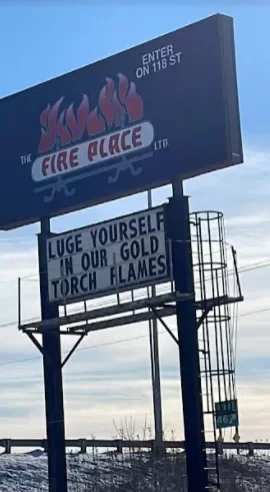 ENTER
ON 118 ST
THE FIRE PLACE LTD.
LUGE YOURSELF
IN OUR GOLD
TORCH FLAMES